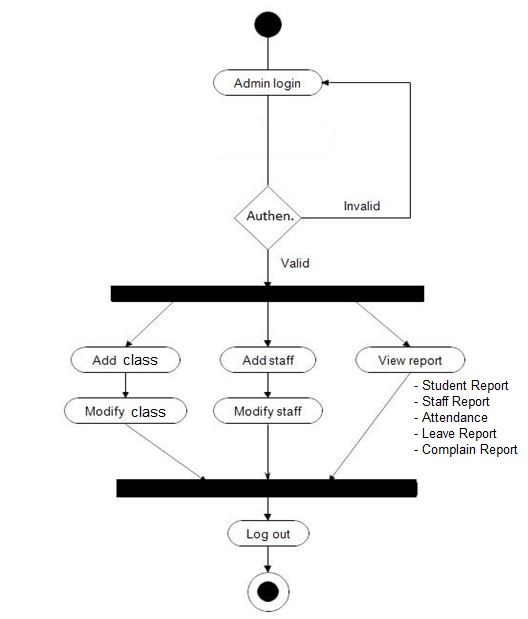 Admin login
Invalid
Authen.
Valid
Add class
Add staff
View report
- Student Report
- Staff Report
- Attendance
- Leave Report
- Complain Report
Modify class
Modify staff
Log out